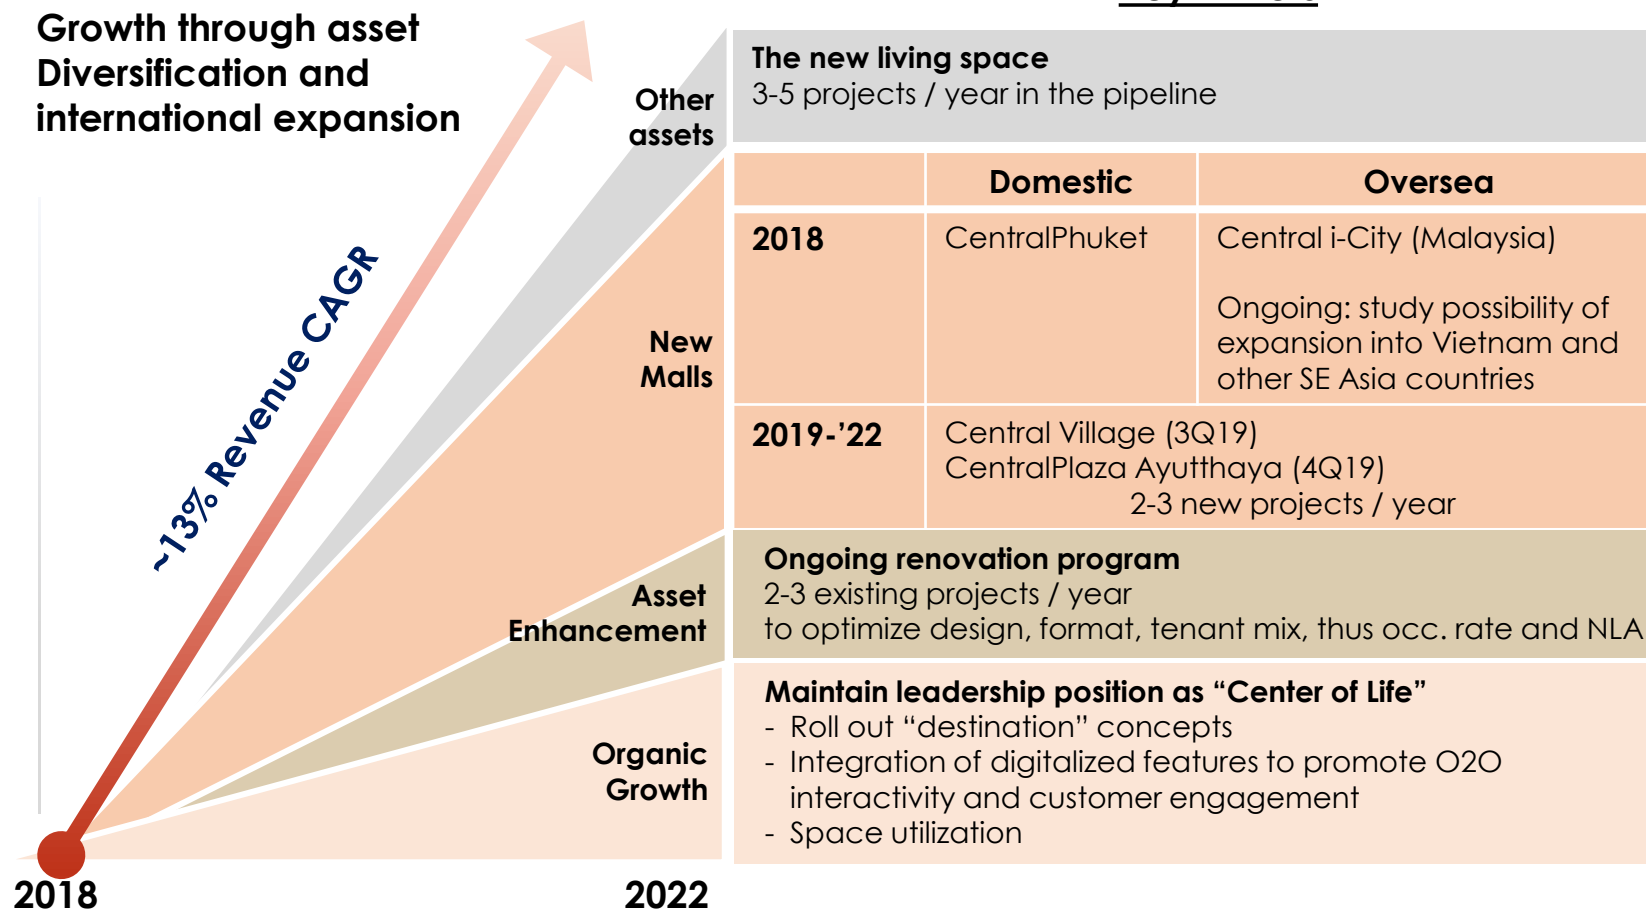 Growth through asset
Diversification and
international expansion
~13% Revenue CAGR
Other
assets
New
Malls
Asset
Enhancement
Organic
Growth
2018
2022
The new living space
3-5 projects / year in the pipeline
Domestic
Oversea
2018
CentralPhuket
Central i-City (Malaysia)
Ongoing: study possibility of
expansion into Vietnam and
other SE Asia countries
2019-’22
Central Village (3Q19)
CentralPlaza Ayutthaya (4Q19)
2-3 new projects / year
Ongoing renovation program
2-3 existing projects / year
to optimize design, format, tenant mix, thus occ. rate and NLA
Maintain leadership position as “Center of Life”
- Roll out “destination” concepts
- Integration of digitalized features to promote O2O
interactivity and customer engagement
- Space utilization